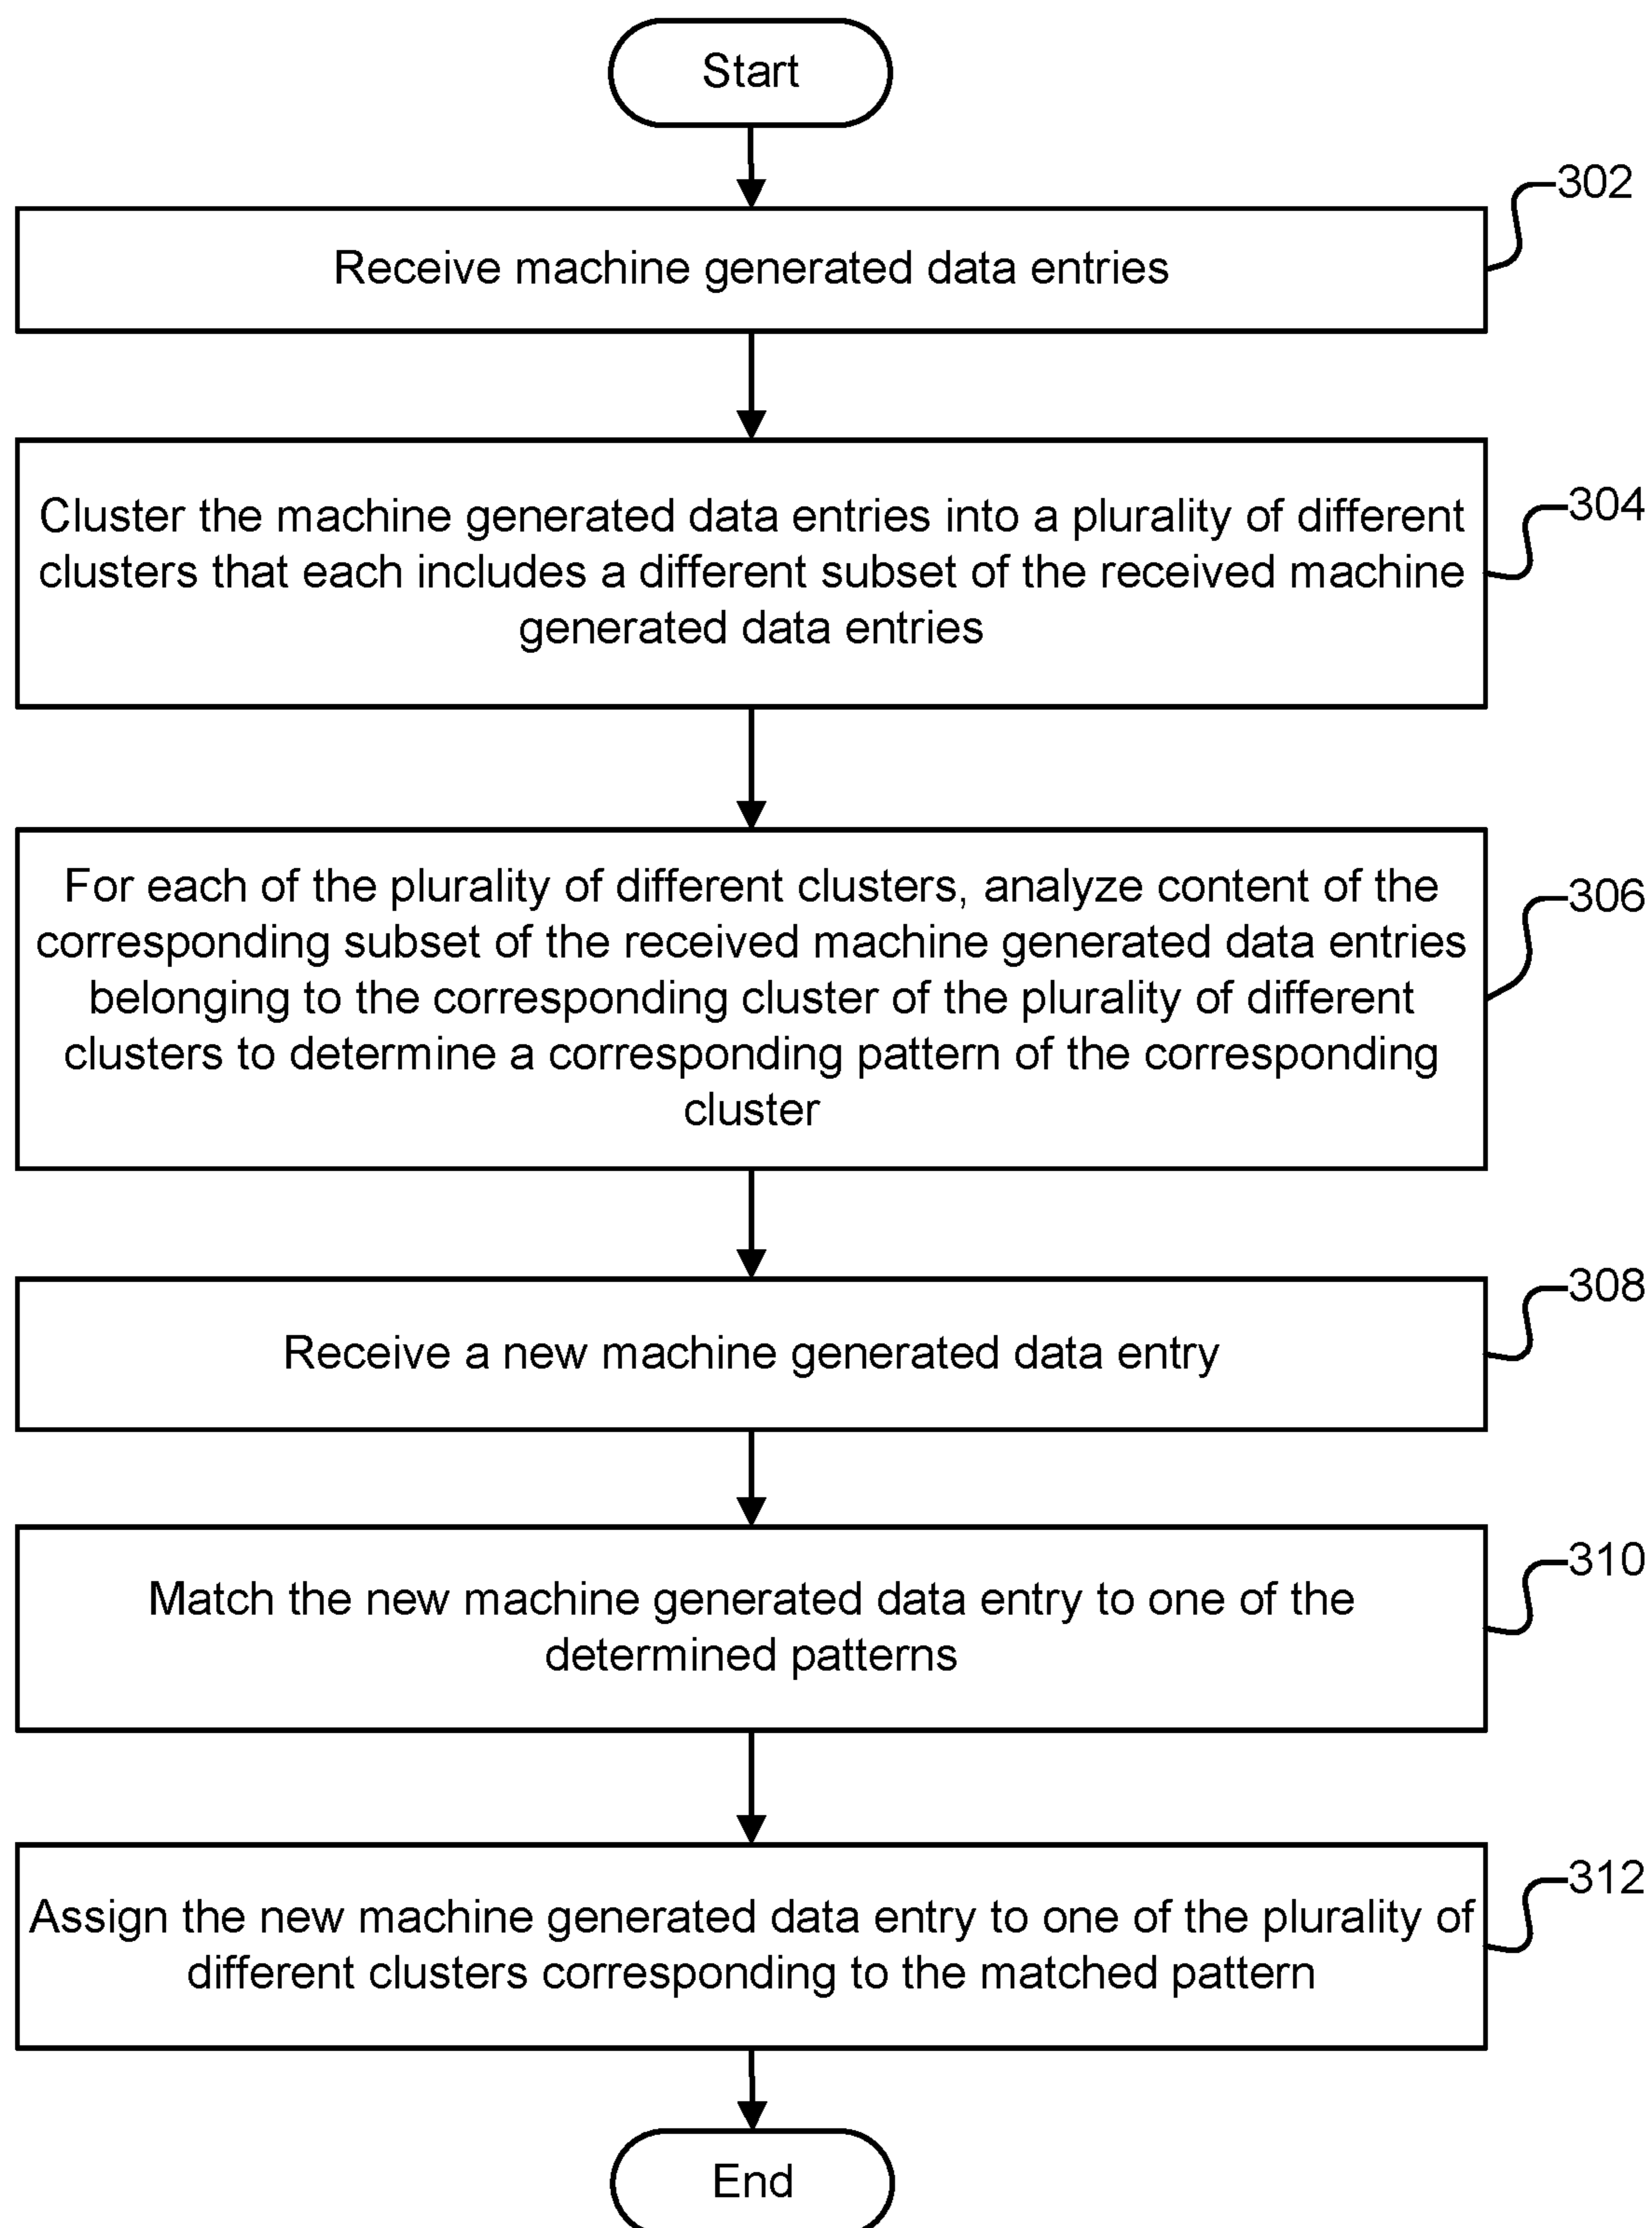 Start
302
Receive machine generated data entries
304
Cluster the machine generated data entries into a plurality of different
clusters that each includes a different subset of the received machine
generated data entries
306
For each of the plurality of different clusters, analyze content of the
corresponding subset of the received machine generated data entries
belonging to the corresponding cluster of the plurality of different
clusters to determine a corresponding pattern of the corresponding
cluster
308
Receive a new machine generated data entry
310
Match the new machine generated data entry to one of the
determined patterns
312
Assign the new machine generated data entry to one of the plurality of
different clusters corresponding to the matched pattern
End